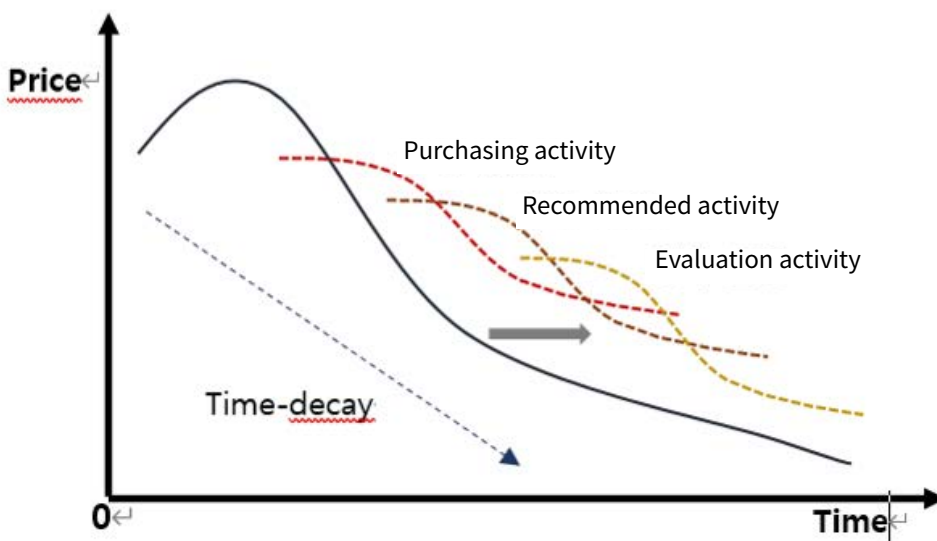 Price↵
Purchasing activity
Recommended activity
Evaluation activity
Time-decay
0↵
Time↵